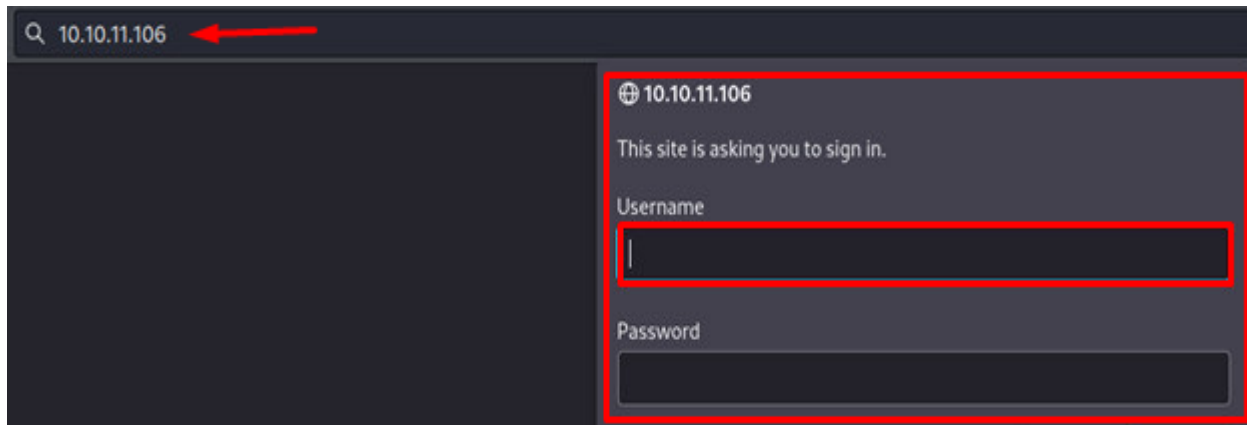 10.10.11.106
10.10.11.106
This site is asking you to sign in.
Username
Password